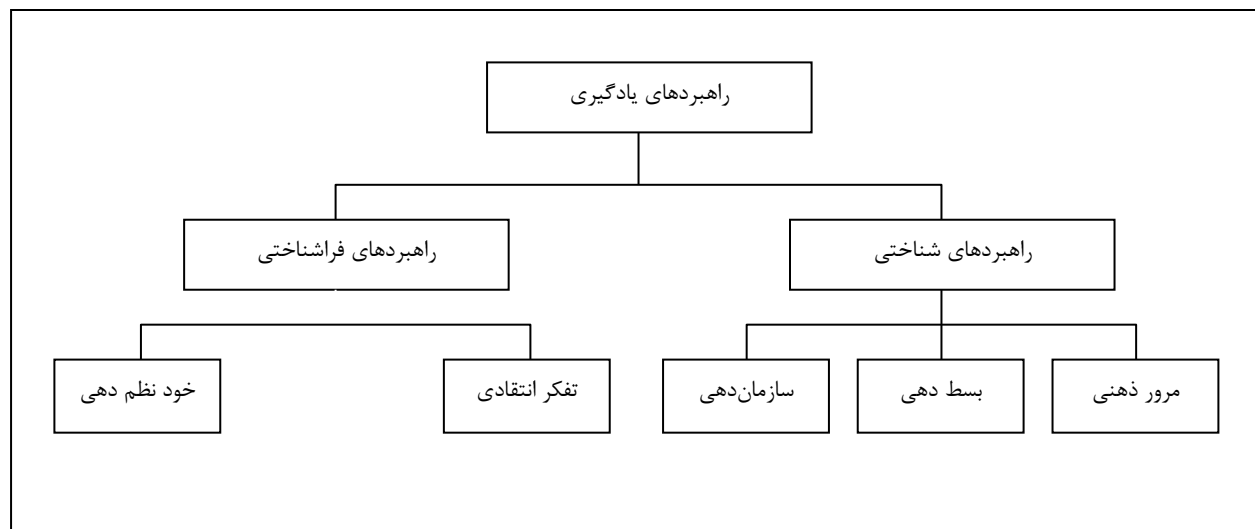 راهبردهای یادگیری
راهبردهای شناختی
راهبردهای فراشناختی
مرور ذهنی
بسط دهی
سازمان‌دهی
تفکر انتقادی
خود نظم دهی